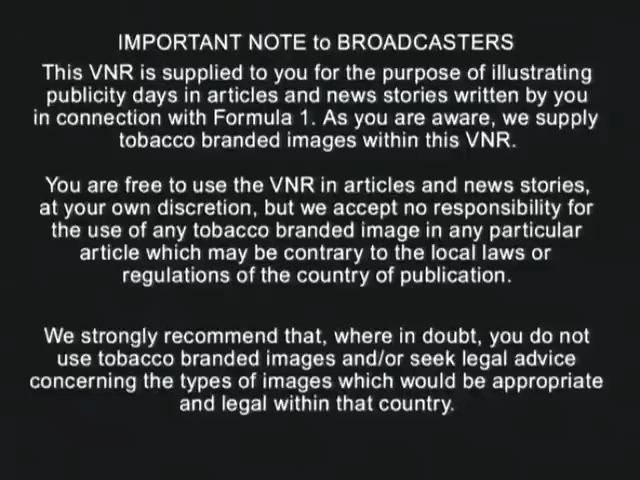 IMPORTANT NOTE to BROADCASTERS
This VNR is supplied to you for the purpose of illustrating
publicity days in articles and news stories written by you
in connection with Formula 1. As you are aware, we supply
tobacco branded images within this VNR.
You are free to use the VNR in articles and news stories,
at your own discretion, but we accept no responsibility for
the use of any tobacco branded image in any particular
article which may be contrary to the local laws or
regulations of the country of publication.
We strongly recommend that, where in doubt, you do not
use tobacco branded images and/or seek legal advice
concerning the types of images which would be appropriate
and legal within that country.